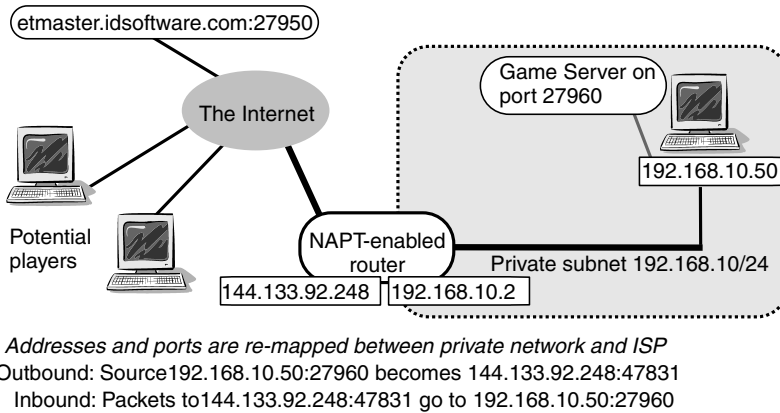 etmaster.idsoftware.com:27950
The Internet
Game Server on
port 27960
192.168.10.50
Potential
players
NAPT-enabled
router
Private subnet 192.168.10/24
144.133.92.248
192.168.10.2
Addresses and ports are re-mapped between private network and ISP
Outbound: Source192.168.10.50:27960 becomes 144.133.92.248:47831
Inbound: Packets to144.133.92.248:47831 go to 192.168.10.50:27960